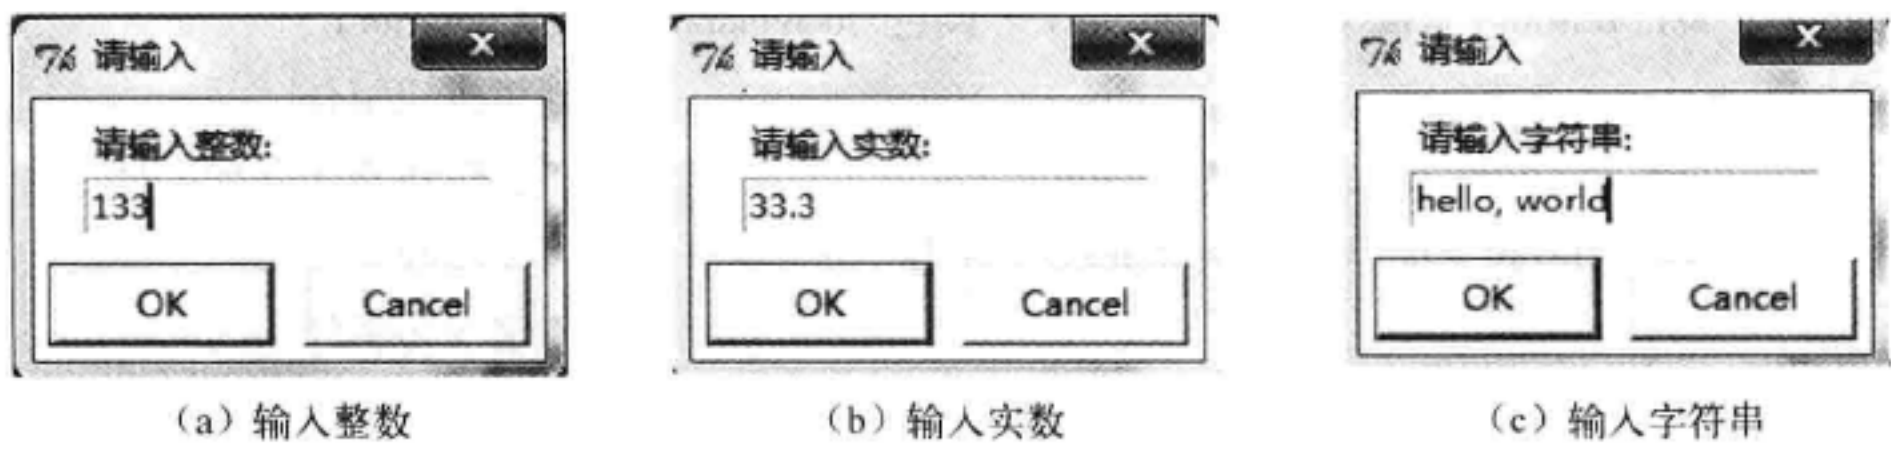 请输入
请输入整数:
133
OK Cancel
(a) 输入整数
请输入
请输入实数:
33.3
OK Cancel
(b) 输入实数
请输入
请输入字符串:
hello, world
OK Cancel
(c) 输入字符串